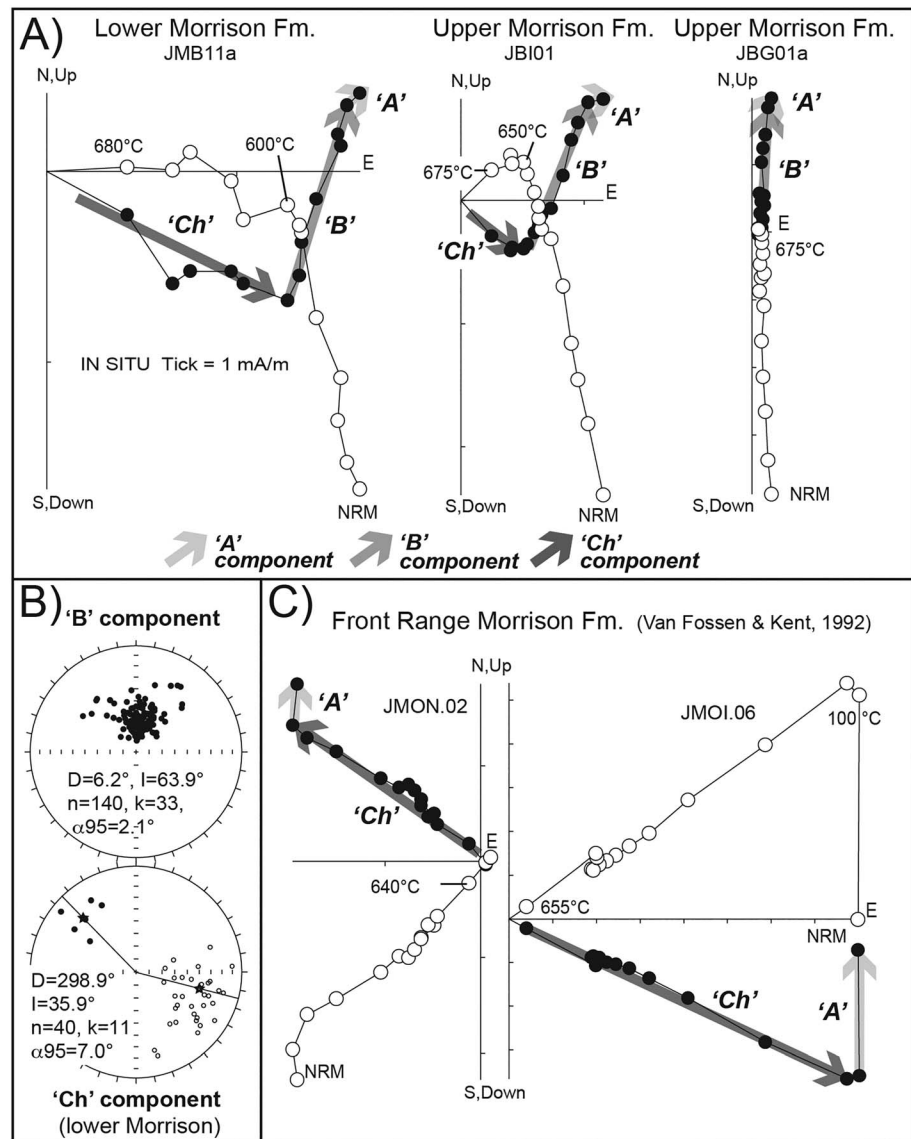 A)
Lower Morrison Fm.
JMB11a
Upper Morrison Fm.
JBI01
Upper Morrison Fm.
JBG01a
N,Up
'A'
680°C
600°C
E
'Ch'
'B'
IN SITU Tick = 1 mA/m
S,Down
NRM
N,Up
'A'
650°C
675°C
'B'
E
'Ch'
S,Down
NRM
N,Up
'A'
'B'
E
675°C
S,Down
NRM
'A'
component
'B'
component
'Ch'
component
B)
'B' component
D=6.2°, I=63.9°
n=140, k=33,
α95=2.1°
D=298.9°
I=35.9°
n=40, k=11
α95=7.0°
'Ch' component
(lower Morrison)
C)
Front Range Morrison Fm. (Van Fossen & Kent, 1992)
N,Up
'A'
JMON.02
'Ch'
E
640°C
NRM
S,Down
JMOI.06
100 °C
655°C
E
NRM
'Ch'
'A'